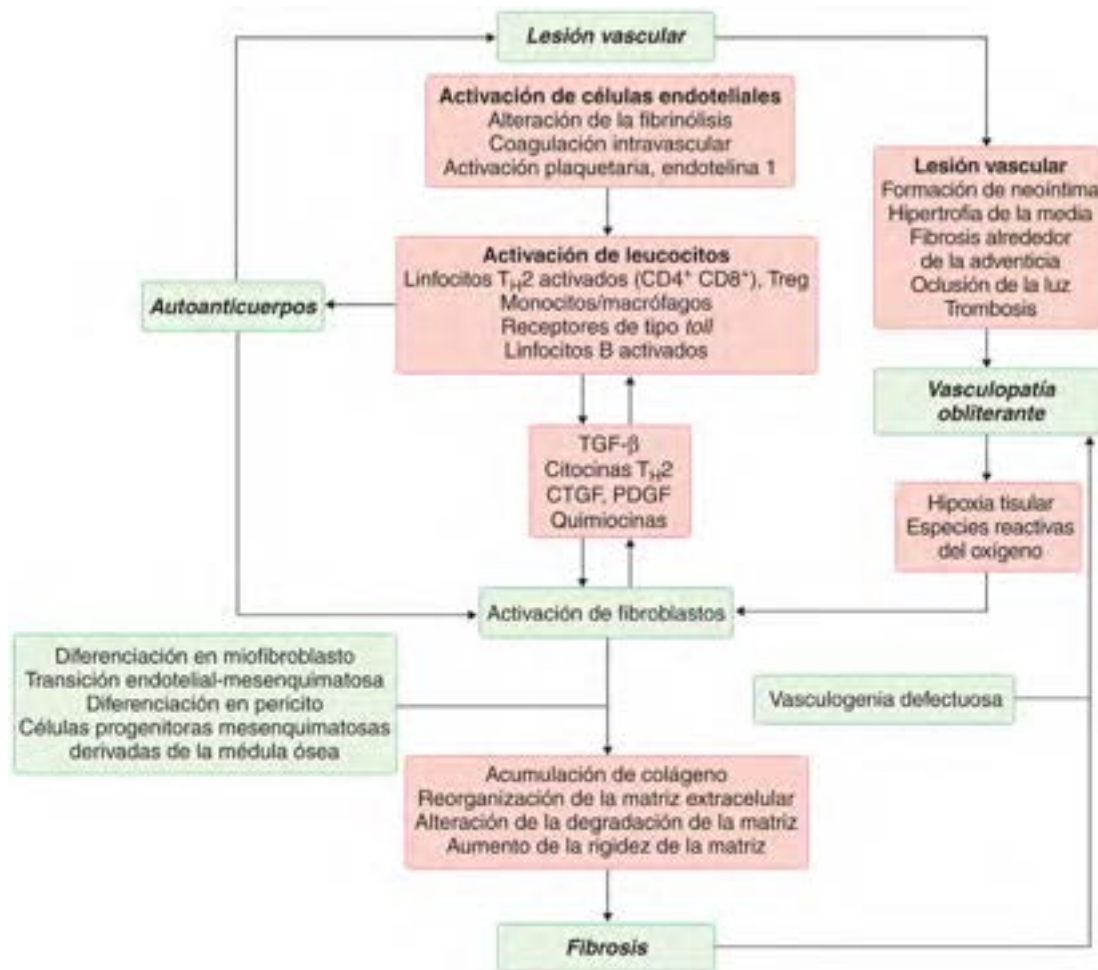 Lesión vascular
Activación de células endoteliales
Alteración de la fibrinólisis
Coagulación intravascular
Activación plaquetaria, endotelina 1
Lesión vascular
Formación de neoíntima
Hipertrofia de la media
Fibrosis alrededor
de la adventicia
Oclusión de la luz
Trombosis
Activación de leucocitos
Linfocitos TH2 activados (CD4+ CD8+), Treg
Monocitos/macrófagos
Receptores de tipo toll
Linfocitos B activados
Autoanticuerpos
Vasculopatía
obliterante
TGF-β
Citocinas TH2
CTGF, PDGF
Quimiocinas
Hipoxia tisular
Especies reactivas
del oxígeno
Activación de fibroblastos
Diferenciación en miofibroblasto
Transición endotelial-mesenquimatosa
Diferenciación en pericito
Células progenitoras mesenquimatosas
derivadas de la médula ósea
Vasculogenia defectuosa
Acumulación de colágeno
Reorganización de la matriz extracelular
Alteración de la degradación de la matriz
Aumento de la rigidez de la matriz
Fibrosis